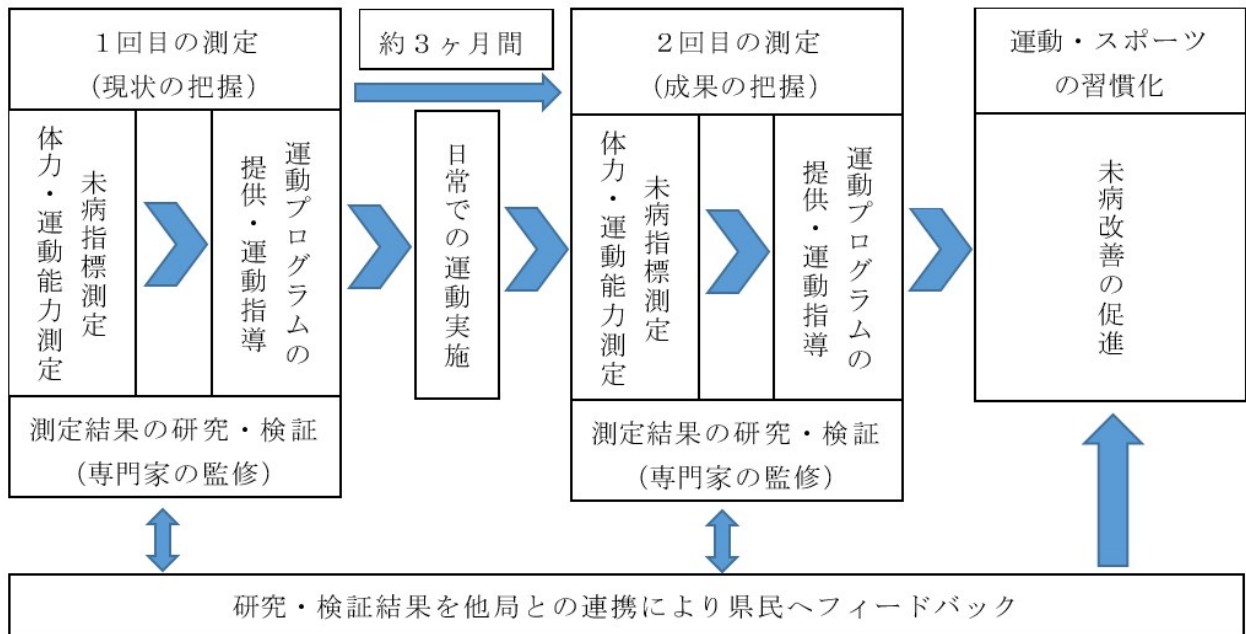 1回目の測定
(現状の把握)
体力・運動能力測定
未病指標測定
運動プログラムの
提供・運動指導
測定結果の研究・検証
(専門家の監修)
約3ヶ月間
日常での運動実施
2回目の測定
(成果の把握)
体力・運動能力測定
未病指標測定
運動プログラムの
提供・運動指導
測定結果の研究・検証
(専門家の監修)
運動・スポーツ
の習慣化
未病改善の促進
研究・検証結果を他局との連携により県民へフィードバック